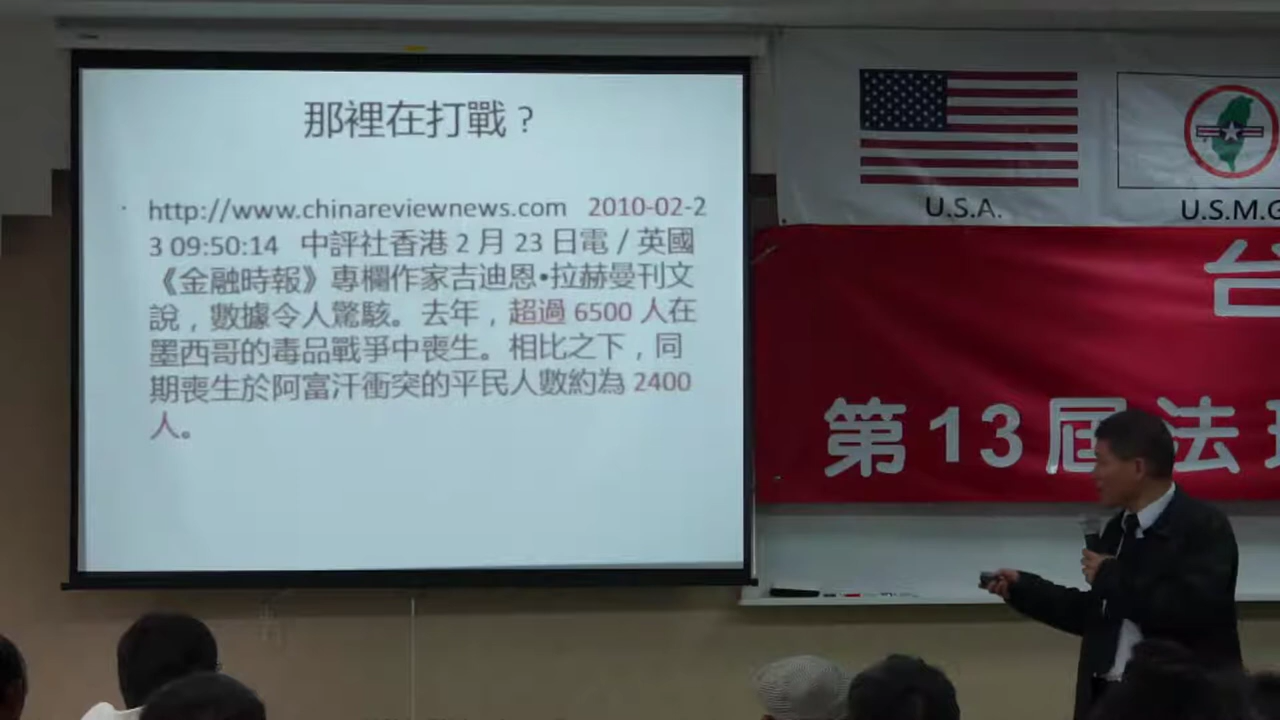 那裡在打戰？
http://www.chinareviewnews.com 2010-02-2
3 09:50:14 中評社香港 2 月 23 日電 / 英國
《金融時報》專欄作家吉迪恩•拉赫曼刊文
說，數據令人驚駭。去年，超過 6500 人在
墨西哥的毒品戰爭中喪生。相比之下，同
期喪生於阿富汗衝突的平民人數約為 2400
人。
U.S.A.
U.S.M.G
台
第13屆法理